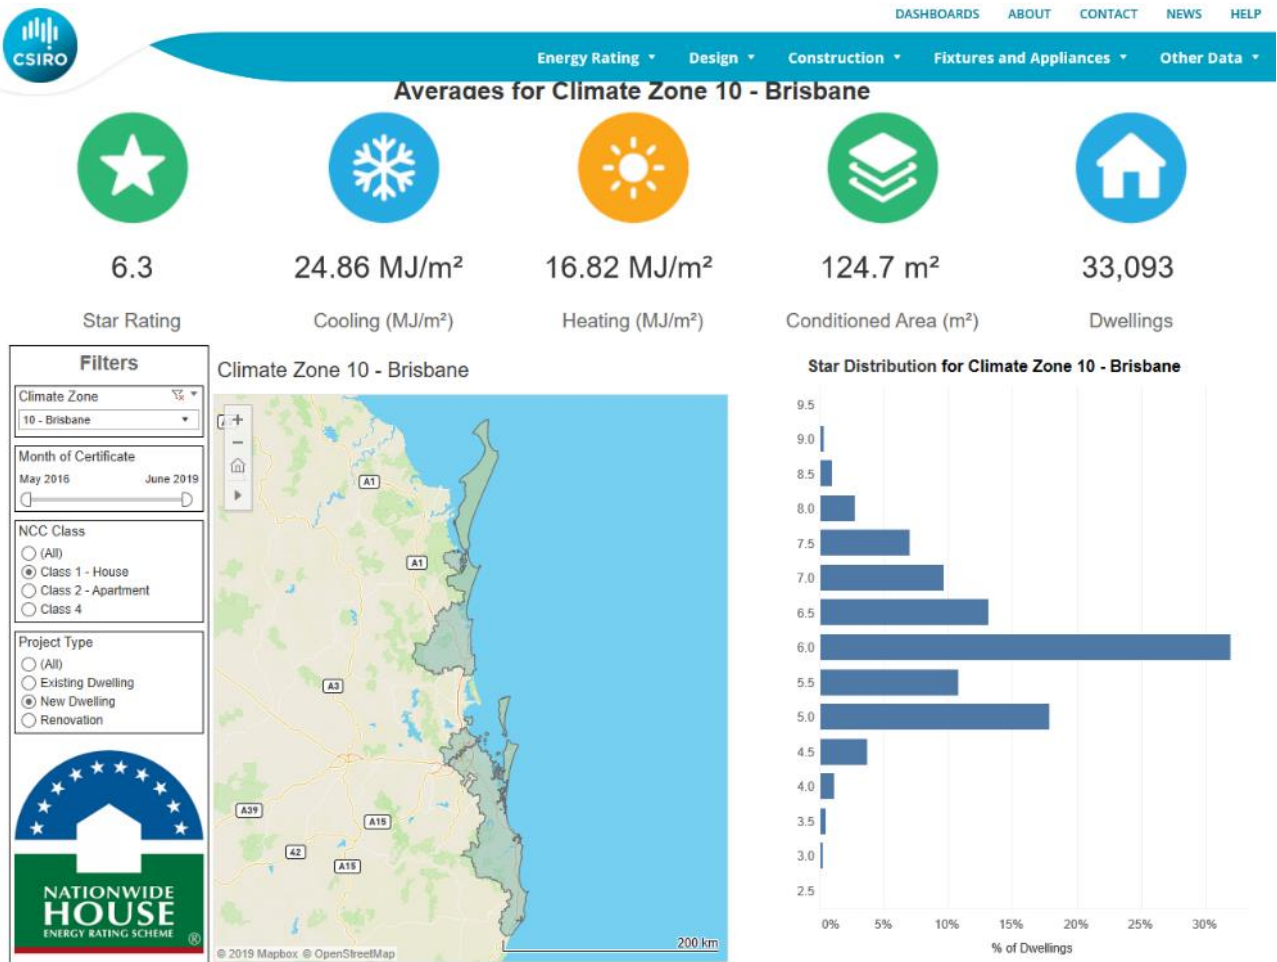 DASHBOARDS ABOUT CONTACT NEWS HELP
CSIRO
Energy Rating Design Construction Fixtures and Appliances Other Data
Averages for Climate Zone 10 - Brisbane
6.3 24.86 MJ/m² 16.82 MJ/m² 124.7 m² 33,093
Star Rating Cooling (MJ/m²) Heating (MJ/m²) Conditioned Area (m²) Dwellings
Filters
Climate Zone
10 - Brisbane
Month of Certificate
May 2016 June 2019
NCC Class
(All)
Class 1 - House
Class 2 - Apartment
Class 4
Project Type
(All)
Existing Dwelling
New Dwelling
Renovation
NATIONWIDE
HOUSE
ENERGY RATING SCHEME ®
Climate Zone 10 - Brisbane
+
−
A1
A1
A3
A39
A15
42
A15
200 km
© 2019 Mapbox © OpenStreetMap
Star Distribution for Climate Zone 10 - Brisbane
9.5
9.0
8.5
8.0
7.5
7.0
6.5
6.0
5.5
5.0
4.5
4.0
3.5
3.0
2.5
0% 5% 10% 15% 20% 25% 30%
% of Dwellings